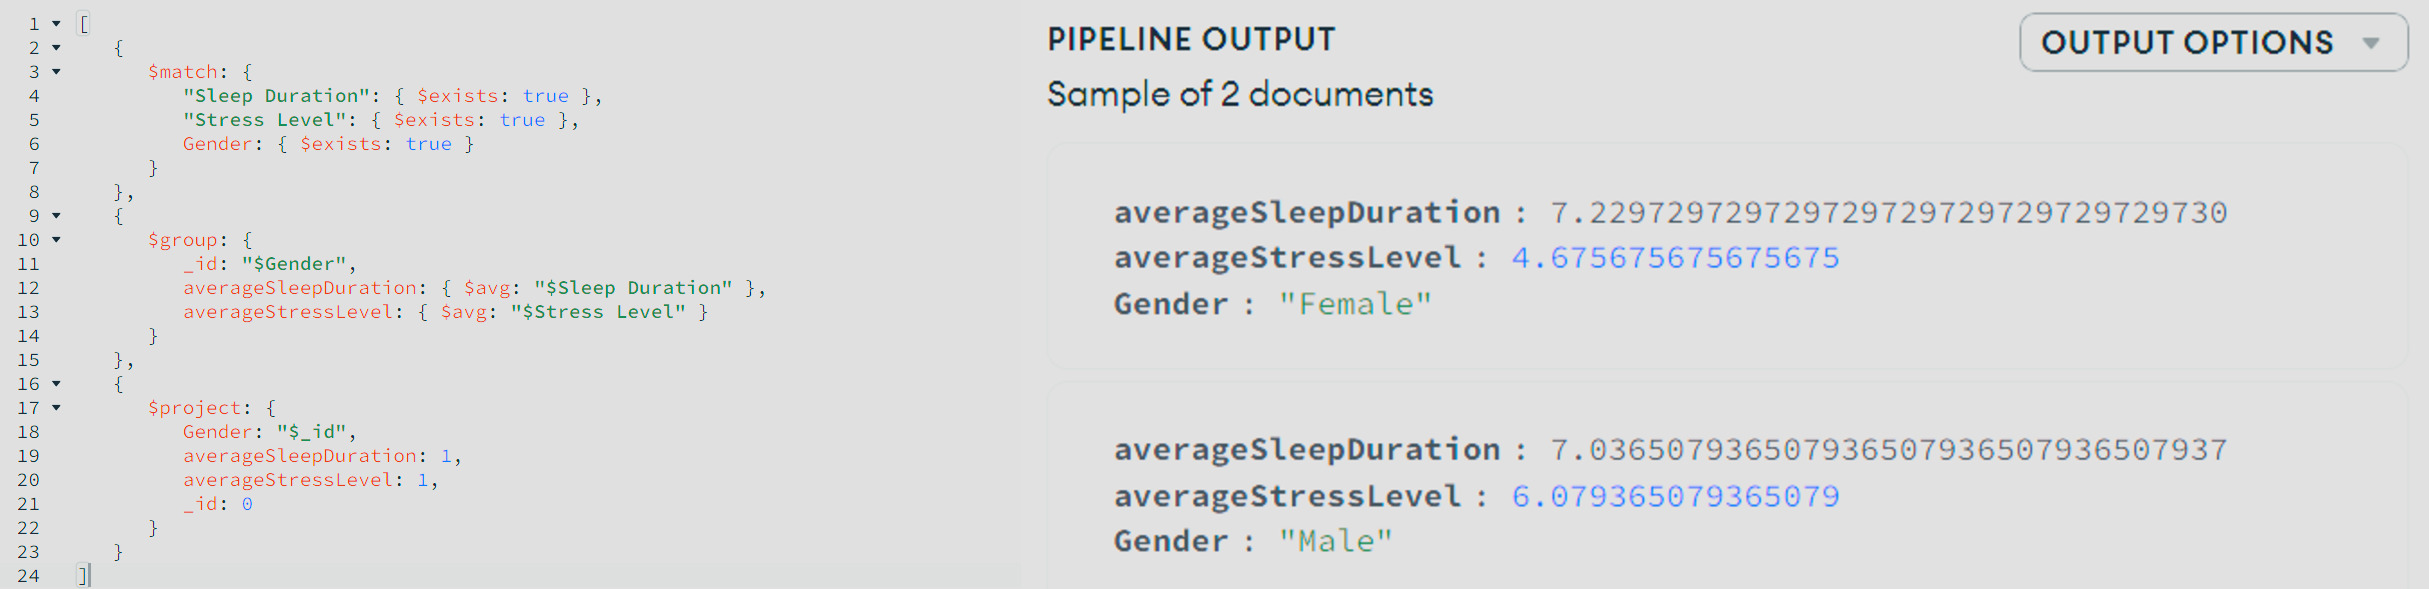 1 [
2 {
3 $match: {
4 "Sleep Duration": { $exists: true },
5 "Stress Level": { $exists: true },
6 Gender: { $exists: true }
7 }
8 },
9 {
10 $group: {
11 _id: "$Gender",
12 averageSleepDuration: { $avg: "$Sleep Duration" },
13 averageStressLevel: { $avg: "$Stress Level" }
14 }
15 },
16 {
17 $project: {
18 Gender: "$_id",
19 averageSleepDuration: 1,
20 averageStressLevel: 1,
21 _id: 0
22 }
23 }
24 ]
PIPELINE OUTPUT
OUTPUT OPTIONS
Sample of 2 documents
averageSleepDuration : 7.229729729729729729729729729729730
averageStressLevel : 4.675675675675675
Gender : "Female"
averageSleepDuration : 7.036507936507936507936507936507937
averageStressLevel : 6.079365079365079
Gender : "Male"